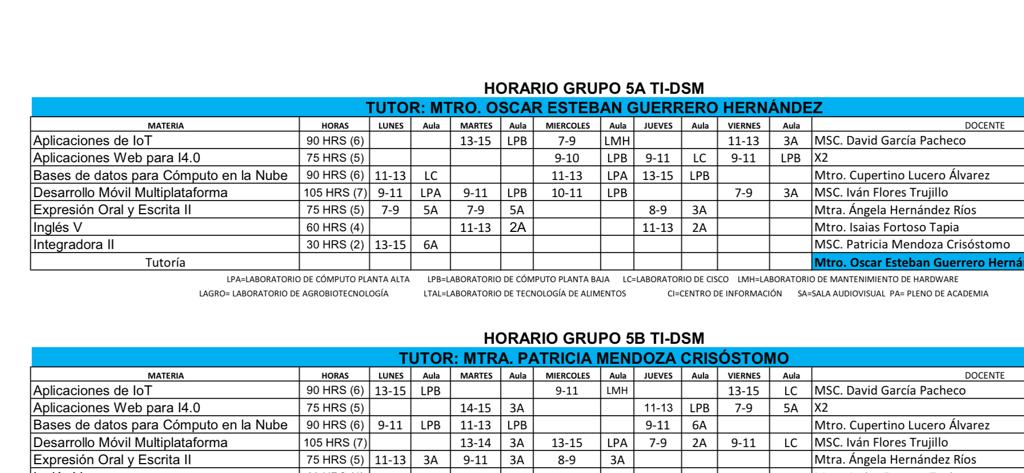 HORARIO GRUPO 5A TI-DSM
TUTOR: MTRO. OSCAR ESTEBAN GUERRERO HERNÁNDEZ
MATERIA HORAS LUNES Aula MARTES Aula MIERCOLES Aula JUEVES Aula VIERNES Aula DOCENTE
Aplicaciones de IoT 90 HRS (6) 13-15 LPB 7-9 LMH 11-13 3A MSC. David García Pacheco
Aplicaciones Web para I4.0 75 HRS (5) 9-10 LPB 9-11 LC 9-11 LPB X2
Bases de datos para Cómputo en la Nube 90 HRS (6) 11-13 LC 11-13 LPA 13-15 LPB Mtro. Cupertino Lucero Álvarez
Desarrollo Móvil Multiplataforma 105 HRS (7) 9-11 LPA 9-11 LPB 10-11 LPB 7-9 3A MSC. Iván Flores Trujillo
Expresión Oral y Escrita II 75 HRS (5) 7-9 5A 7-9 5A 8-9 3A Mtra. Ángela Hernández Ríos
Inglés V 60 HRS (4) 11-13 2A 11-13 2A Mtro. Isaias Fortoso Tapia
Integradora II 30 HRS (2) 13-15 6A MSC. Patricia Mendoza Crisóstomo
Tutoría Mtro. Oscar Esteban Guerrero Herná
LPA=LABORATORIO DE CÓMPUTO PLANTA ALTA LPB=LABORATORIO DE CÓMPUTO PLANTA BAJA LC=LABORATORIO DE CISCO LMH=LABORATORIO DE MANTENIMIENTO DE HARDWARE
LAGRO= LABORATORIO DE AGROBIOTECNOLOGÍA LTAL=LABORATORIO DE TECNOLOGÍA DE ALIMENTOS CI=CENTRO DE INFORMACIÓN SA=SALA AUDIOVISUAL PA= PLENO DE ACADEMIA
HORARIO GRUPO 5B TI-DSM
TUTOR: MTRA. PATRICIA MENDOZA CRISÓSTOMO
MATERIA HORAS LUNES Aula MARTES Aula MIERCOLES Aula JUEVES Aula VIERNES Aula DOCENTE
Aplicaciones de IoT 90 HRS (6) 13-15 LPB 9-11 LMH 13-15 LC MSC. David García Pacheco
Aplicaciones Web para I4.0 75 HRS (5) 14-15 3A 11-13 LPB 7-9 5A X2
Bases de datos para Cómputo en la Nube 90 HRS (6) 9-11 LPB 11-13 LPB 9-11 6A Mtro. Cupertino Lucero Álvarez
Desarrollo Móvil Multiplataforma 105 HRS (7) 13-14 3A 13-15 LPA 7-9 2A 9-11 LC MSC. Iván Flores Trujillo
Expresión Oral y Escrita II 75 HRS (5) 11-13 3A 9-11 3A 8-9 3A Mtra. Ángela Hernández Ríos